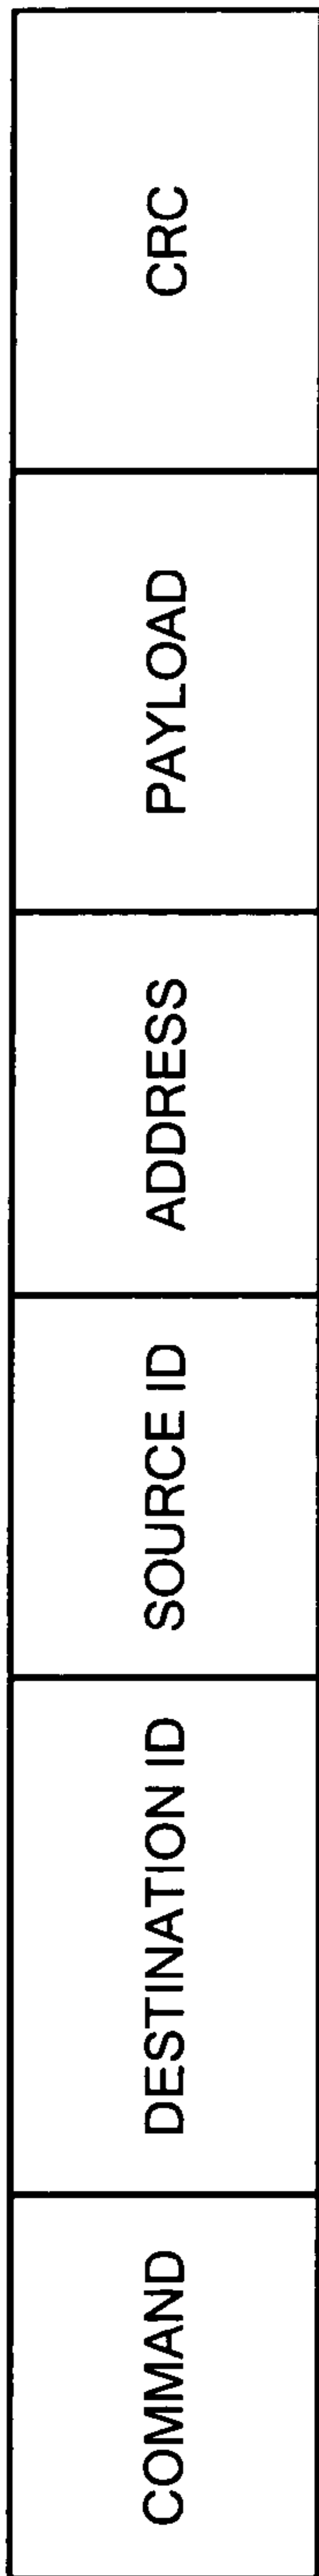 COMMAND
DESTINATION ID
SOURCE ID
ADDRESS
PAYLOAD
CRC